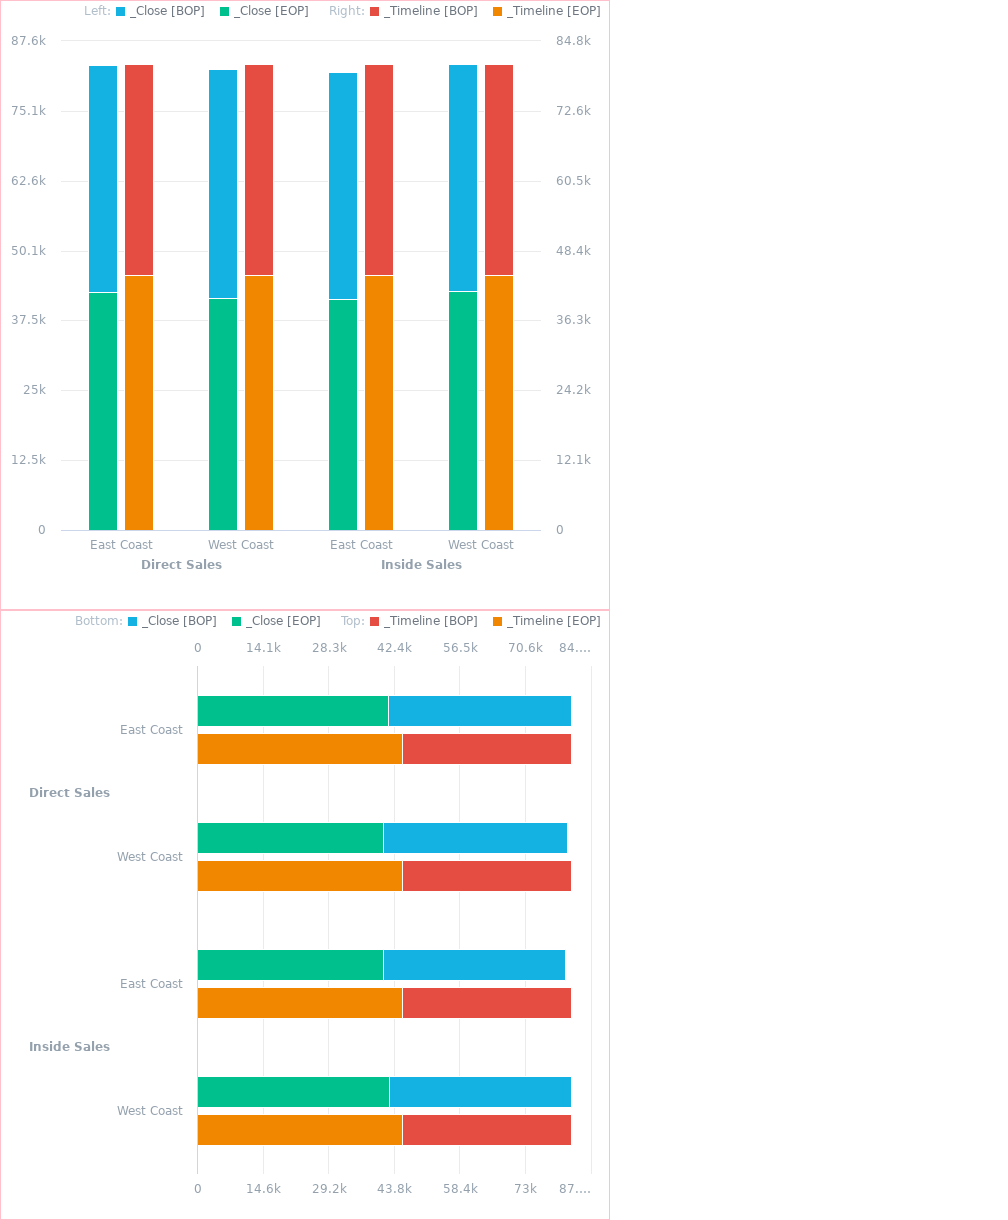 Left: _Close [BOP] _Close [EOP] Right: _Timeline [BOP] _Timeline [EOP]
87.6k 84.8k
75.1k 72.6k
62.6k 60.5k
50.1k 48.4k
37.5k 36.3k
25k 24.2k
12.5k 12.1k
0 0
East Coast West Coast East Coast West Coast
Direct Sales Inside Sales
Bottom: _Close [BOP] _Close [EOP] Top: _Timeline [BOP] _Timeline [EOP]
0 14.1k 28.3k 42.4k 56.5k 70.6k 84....
East Coast
Direct Sales
West Coast
East Coast
Inside Sales
West Coast
0 14.6k 29.2k 43.8k 58.4k 73k 87....